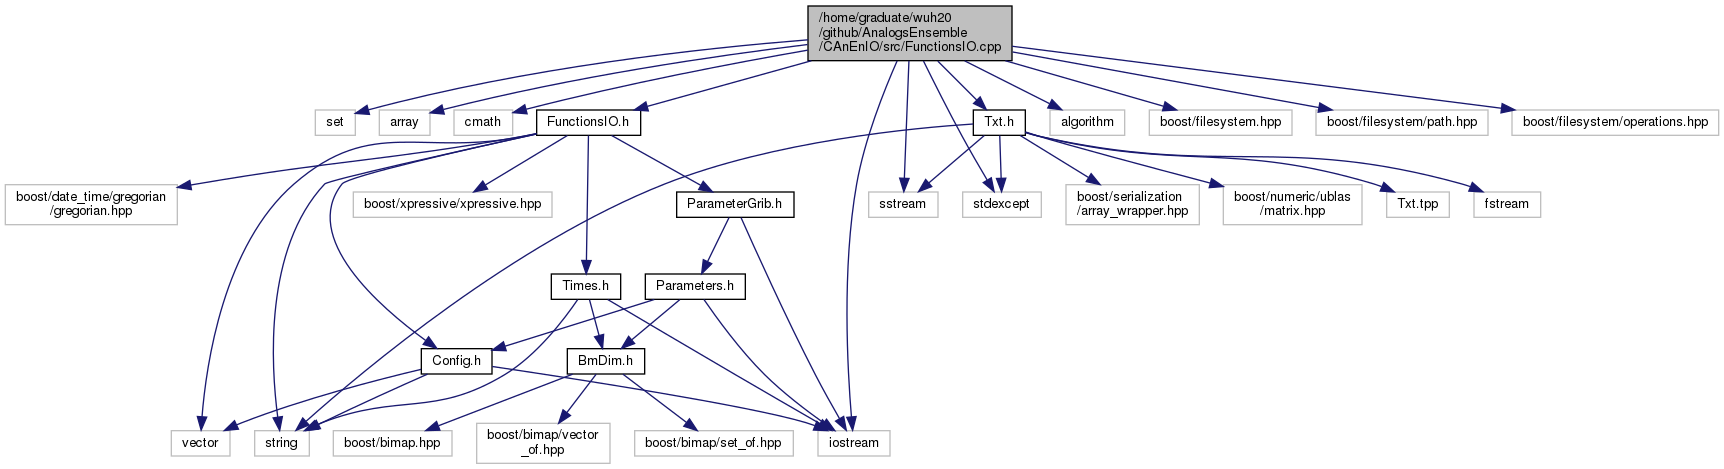 /home/graduate/wuh20
/github/AnalogsEnsemble
/CAnEnIO/src/FunctionsIO.cpp
set
array
cmath
FunctionsIO.h
Txt.h
algorithm
boost/filesystem.hpp
boost/filesystem/path.hpp
boost/filesystem/operations.hpp
boost/date_time/gregorian
/gregorian.hpp
boost/xpressive/xpressive.hpp
ParameterGrib.h
sstream
stdexcept
boost/serialization
/array_wrapper.hpp
boost/numeric/ublas
/matrix.hpp
Txt.tpp
fstream
Times.h
Parameters.h
Config.h
BmDim.h
vector
string
boost/bimap.hpp
boost/bimap/vector
_of.hpp
boost/bimap/set_of.hpp
iostream